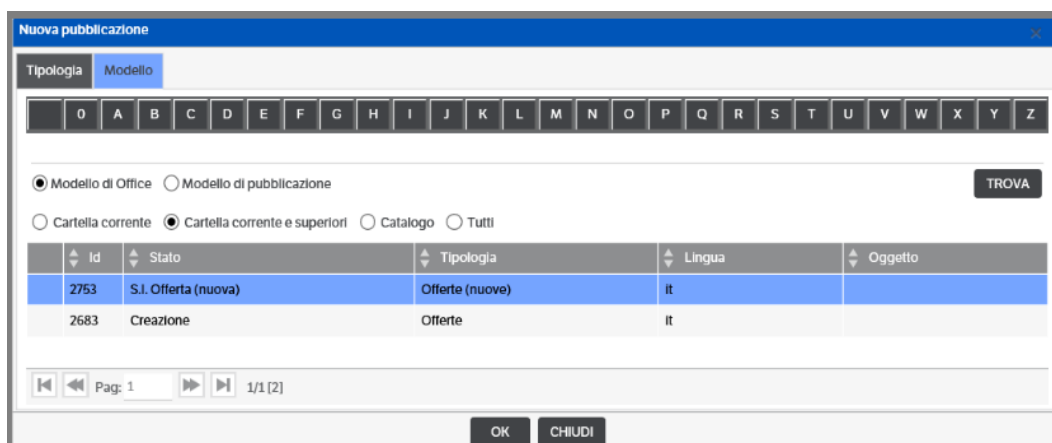 Nuova pubblicazione
Tipologia Modello
0 A B C D E F G H I J K L M N O P Q R S T U V W X Y Z
Modello di Office Modello di pubblicazione TROVA
Cartella corrente Cartella corrente e superiori Catalogo Tutti
Id Stato Tipologia Lingua Oggetto
2753 S.I. Offerta (nuova) Offerte (nuove) it
2683 Creazione Offerte it
Pag: 1 1/1 [2]
OK CHIUDI